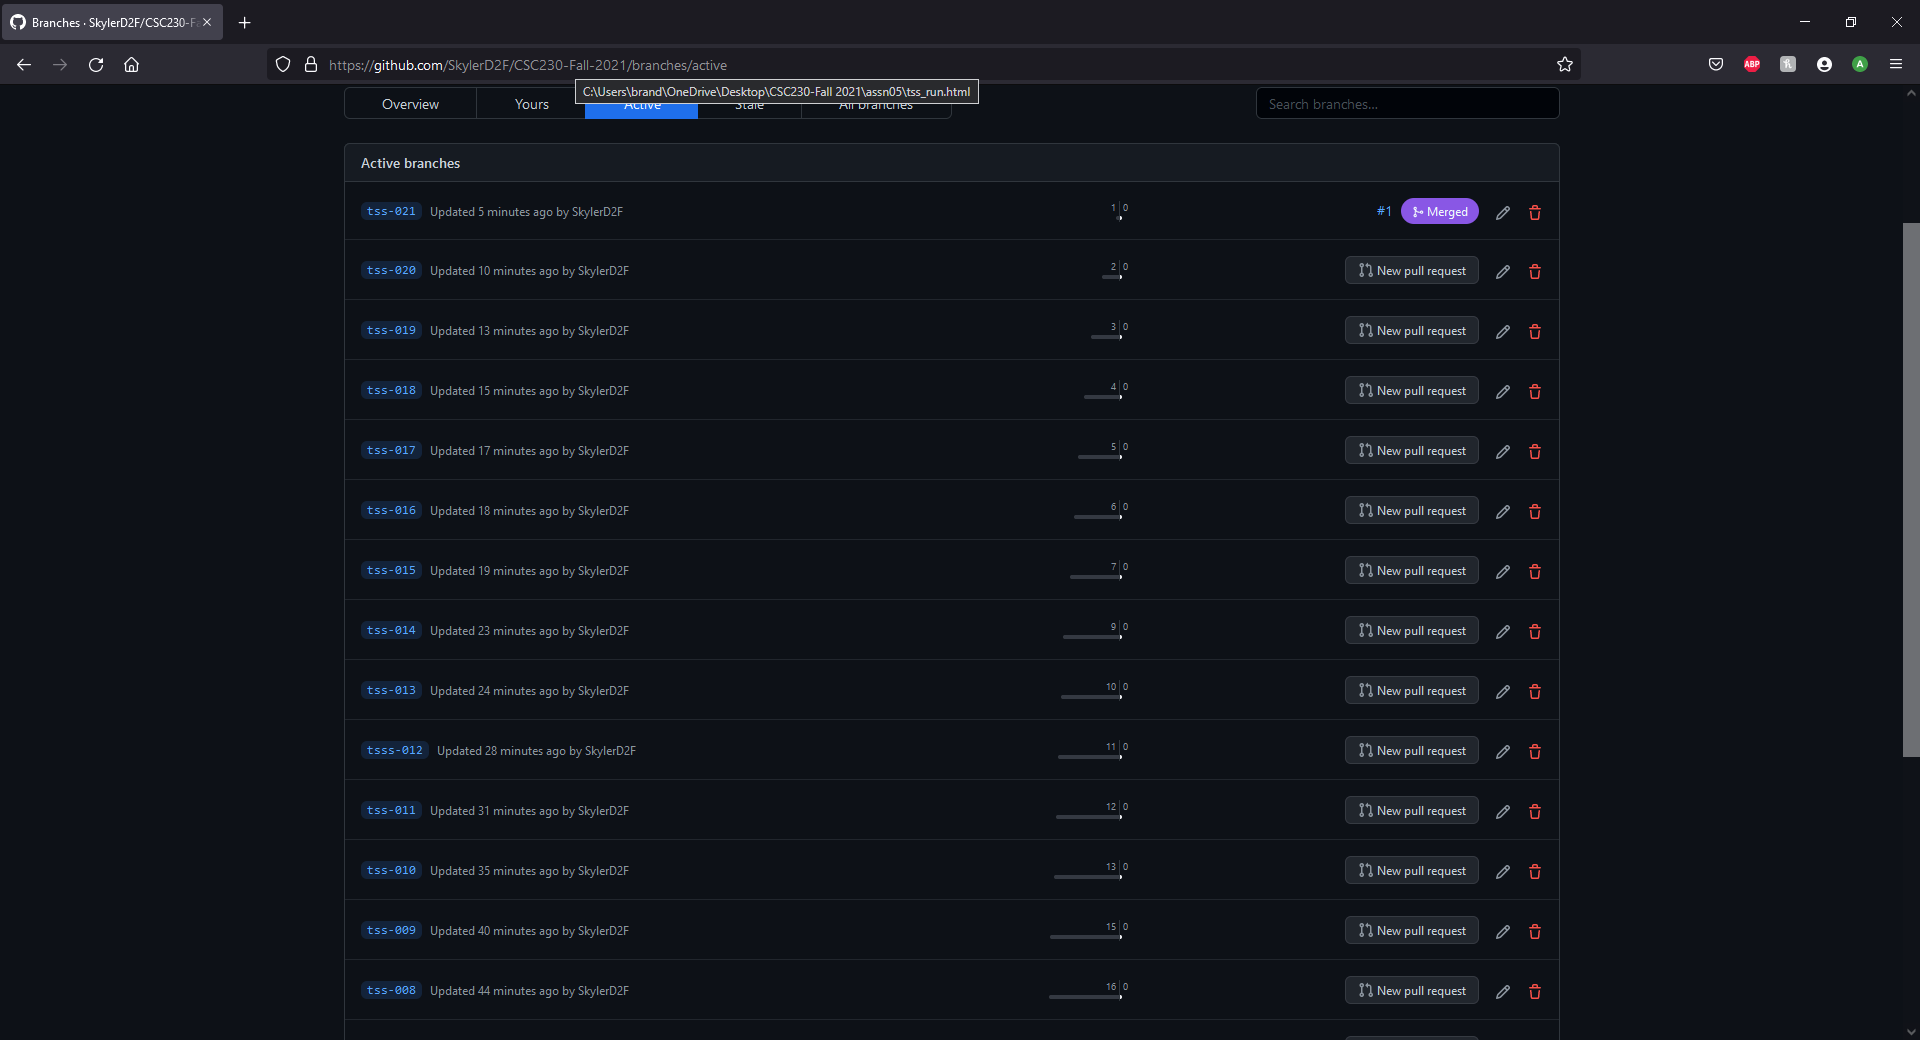 Branches · SkylerD2F/CSC230-F
https://github.com/SkylerD2F/CSC230-Fall-2021/branches/active
ABP
A
C:\Users\brand\OneDrive\Desktop\CSC230-Fall 2021\assn05\tss_run.html
Overview Yours Active Stale All branches Search branches...
Active branches
tss-021 Updated 5 minutes ago by SkylerD2F 1 0 #1 Merged
tss-020 Updated 10 minutes ago by SkylerD2F 2 0 New pull request
tss-019 Updated 13 minutes ago by SkylerD2F 3 0 New pull request
tss-018 Updated 15 minutes ago by SkylerD2F 4 0 New pull request
tss-017 Updated 17 minutes ago by SkylerD2F 5 0 New pull request
tss-016 Updated 18 minutes ago by SkylerD2F 6 0 New pull request
tss-015 Updated 19 minutes ago by SkylerD2F 7 0 New pull request
tss-014 Updated 23 minutes ago by SkylerD2F 9 0 New pull request
tss-013 Updated 24 minutes ago by SkylerD2F 10 0 New pull request
tsss-012 Updated 28 minutes ago by SkylerD2F 11 0 New pull request
tss-011 Updated 31 minutes ago by SkylerD2F 12 0 New pull request
tss-010 Updated 35 minutes ago by SkylerD2F 13 0 New pull request
tss-009 Updated 40 minutes ago by SkylerD2F 15 0 New pull request
tss-008 Updated 44 minutes ago by SkylerD2F 16 0 New pull request